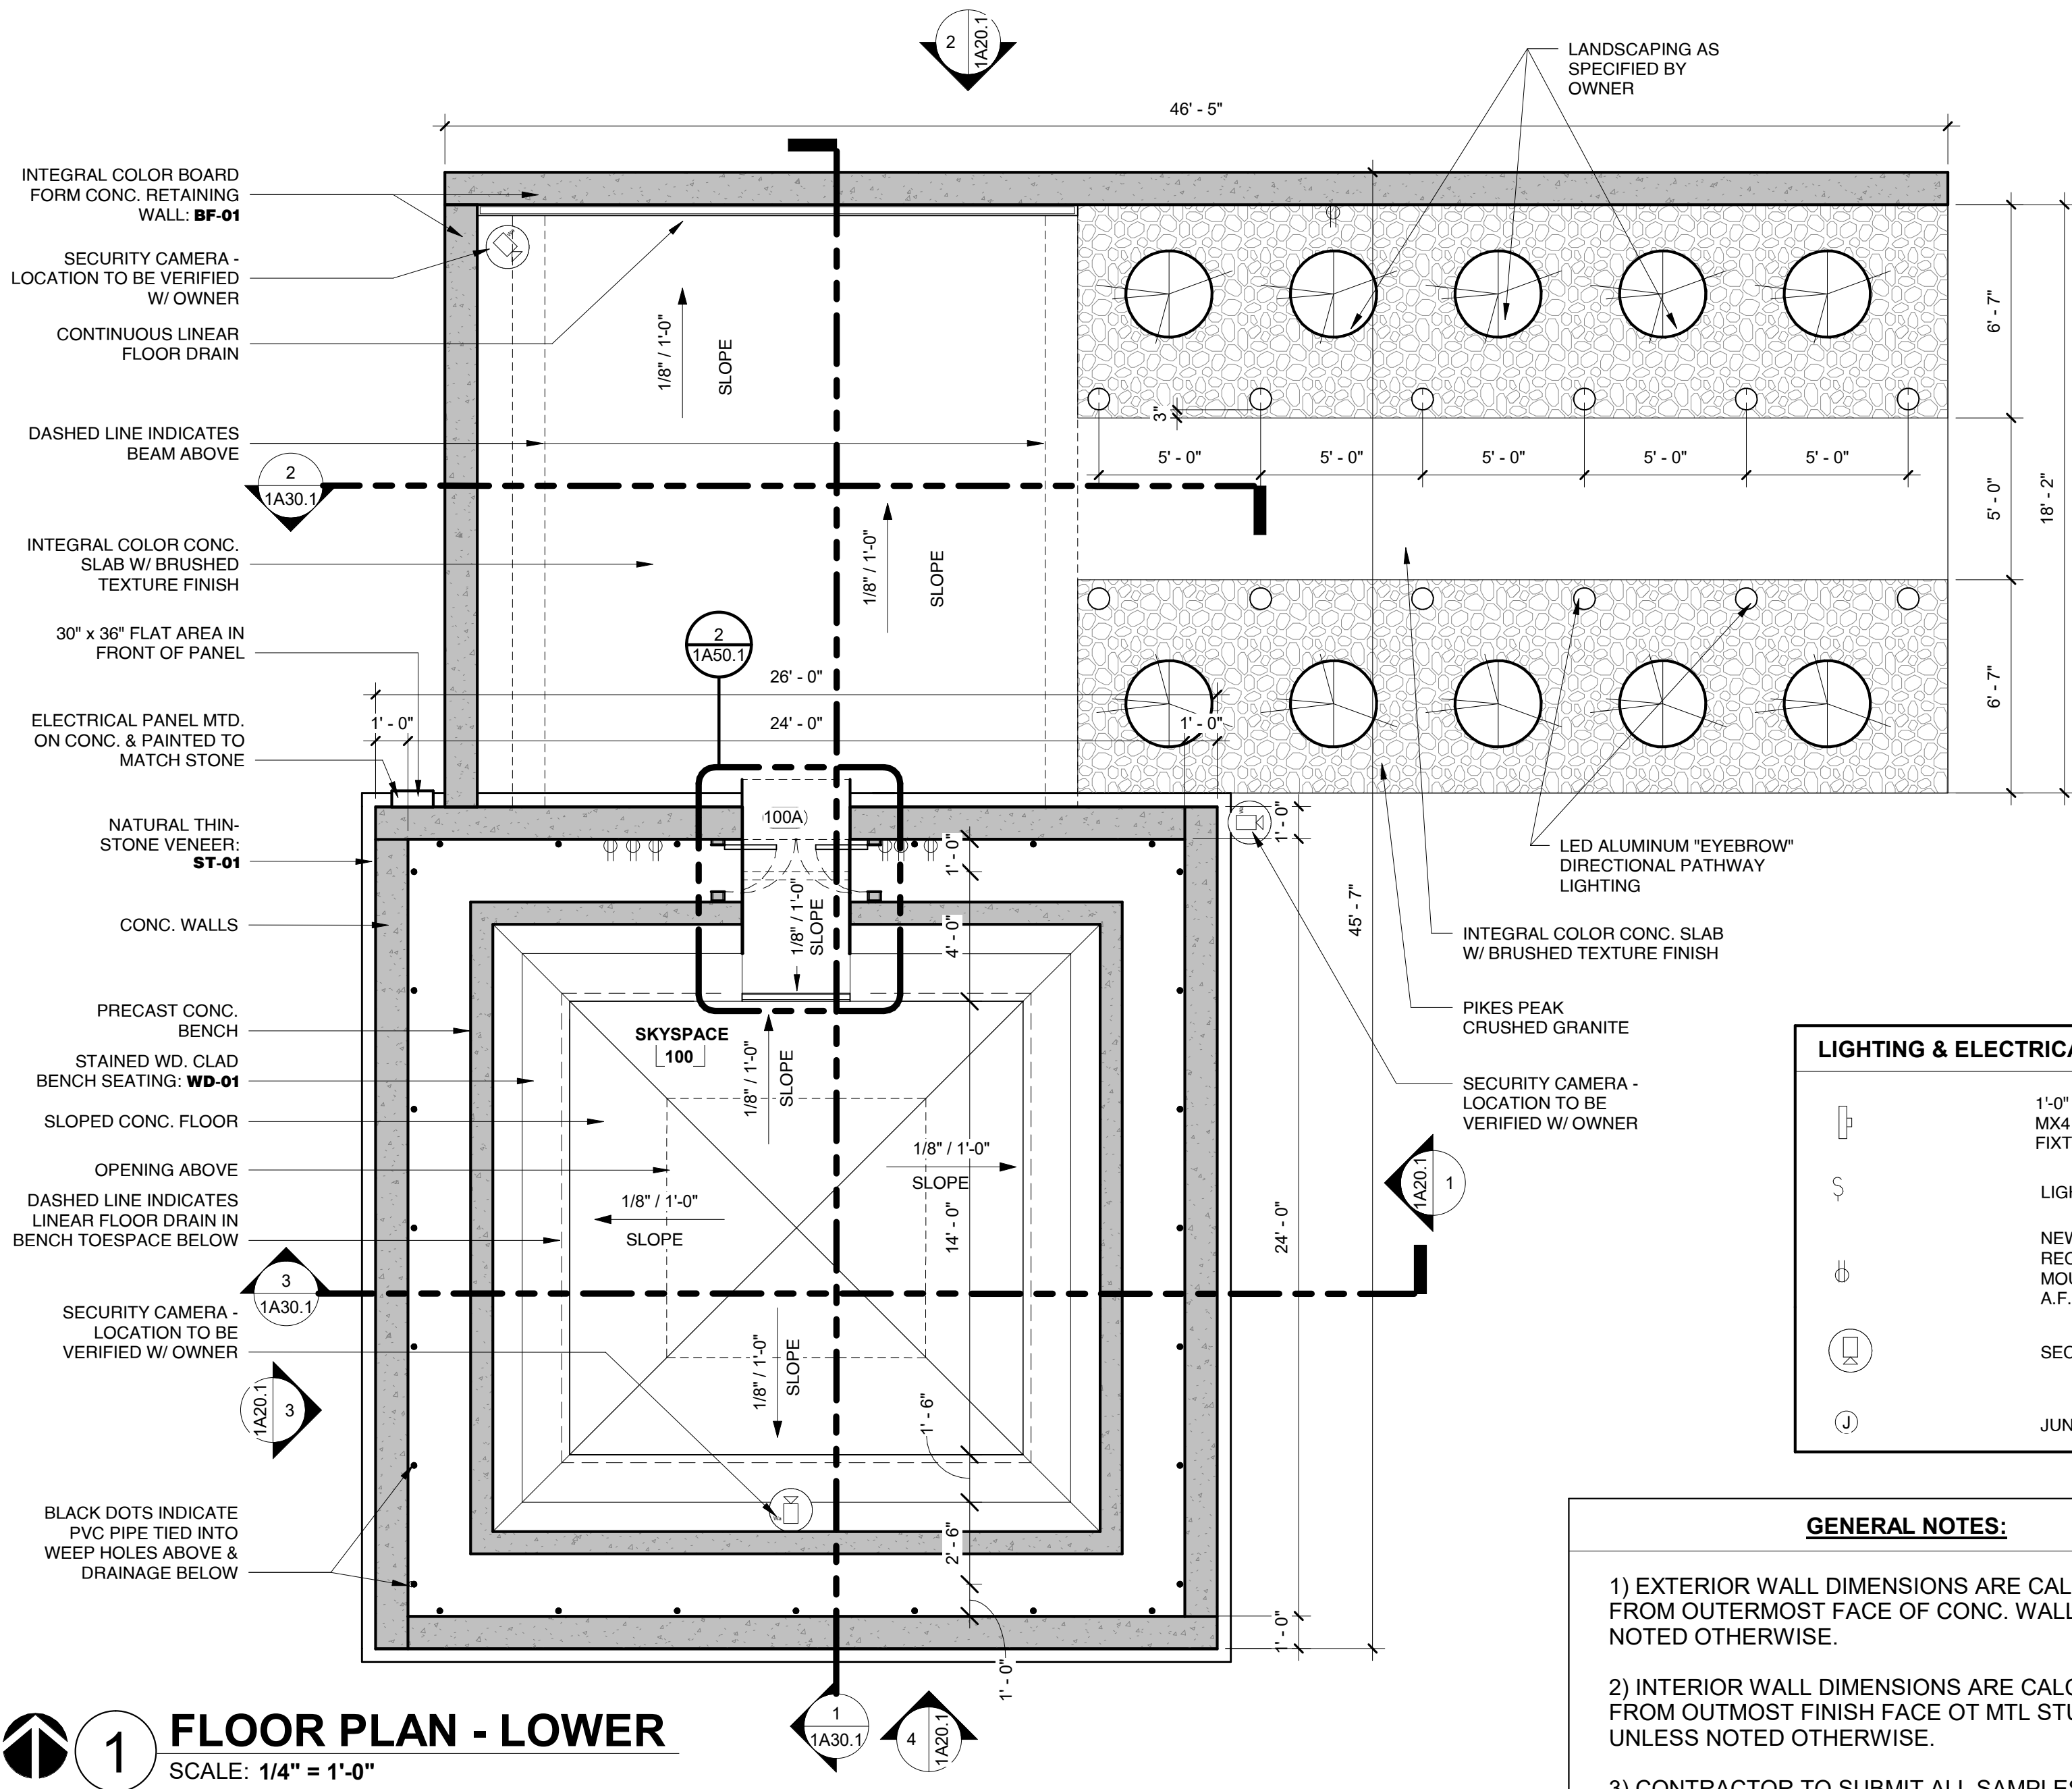 2
1A20.1
LANDSCAPING AS
SPECIFIED BY
OWNER
46' - 5"
INTEGRAL COLOR BOARD
FORM CONC. RETAINING
WALL: BF-01
SECURITY CAMERA -
LOCATION TO BE VERIFIED
W/ OWNER
CONTINUOUS LINEAR
FLOOR DRAIN
DASHED LINE INDICATES
BEAM ABOVE
2
1A30.1
INTEGRAL COLOR CONC.
SLAB W/ BRUSHED
TEXTURE FINISH
30" x 36" FLAT AREA IN
FRONT OF PANEL
ELECTRICAL PANEL MTD.
ON CONC. & PAINTED TO
MATCH STONE
NATURAL THIN-
STONE VENEER:
ST-01
CONC. WALLS
PRECAST CONC.
BENCH
STAINED WD. CLAD
BENCH SEATING: WD-01
SLOPED CONC. FLOOR
OPENING ABOVE
DASHED LINE INDICATES
LINEAR FLOOR DRAIN IN
BENCH TOESPACE BELOW
3
1A30.1
SECURITY CAMERA -
LOCATION TO BE
VERIFIED W/ OWNER
1A20.1
3
BLACK DOTS INDICATE
PVC PIPE TIED INTO
WEEP HOLES ABOVE &
DRAINAGE BELOW
1/8" / 1'-0"
SLOPE
1/8" / 1'-0"
SLOPE
3"
5' - 0"
5' - 0"
5' - 0"
5' - 0"
5' - 0"
6' - 7"
5' - 0"
6' - 7"
18' - 2"
2
1A50.1
26' - 0"
1' - 0"
24' - 0"
1' - 0"
100A
1' - 0"
1' - 0"
4' - 0"
1/8" / 1'-0"
SLOPE
SKYSPACE
100
1/8" / 1'-0"
SLOPE
1/8" / 1'-0"
SLOPE
1/8" / 1'-0"
SLOPE
14' - 0"
1/8" / 1'-0"
SLOPE
1' - 6"
2' - 6"
1' - 0"
1' - 0"
24' - 0"
45' - 7"
LED ALUMINUM "EYEBROW"
DIRECTIONAL PATHWAY
LIGHTING
INTEGRAL COLOR CONC. SLAB
W/ BRUSHED TEXTURE FINISH
PIKES PEAK
CRUSHED GRANITE
SECURITY CAMERA -
LOCATION TO BE
VERIFIED W/ OWNER
1A20.1
1
LIGHTING & ELECTRICA
1'-0"
MX4
FIXT
LIGH
NEW
REC
MOU
A.F.
SEC
J
JUN
GENERAL NOTES:
1) EXTERIOR WALL DIMENSIONS ARE CAL
FROM OUTERMOST FACE OF CONC. WALL
NOTED OTHERWISE.
2) INTERIOR WALL DIMENSIONS ARE CALC
FROM OUTMOST FINISH FACE OT MTL STU
UNLESS NOTED OTHERWISE.
3) CONTRACTOR TO SUBMIT ALL SAMPLE
1
1A30.1
4
1A20.1
1
FLOOR PLAN - LOWER
SCALE: 1/4" = 1'-0"